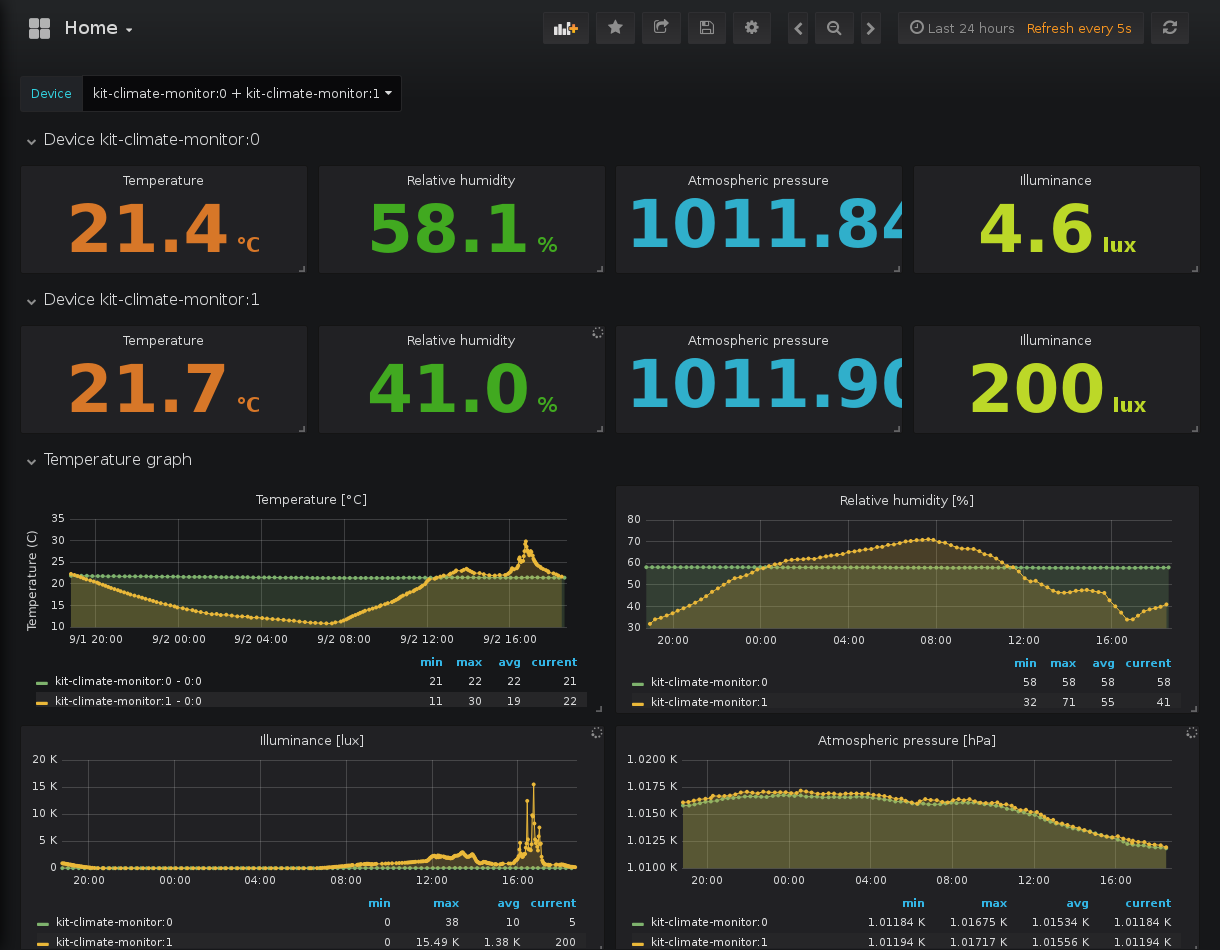 Home
Last 24 hours Refresh every 5s
Device kit-climate-monitor:0 + kit-climate-monitor:1
Device kit-climate-monitor:0
Temperature Relative humidity Atmospheric pressure Illuminance
21.4 °C 58.1 % 1011.84 4.6 lux
Device kit-climate-monitor:1
Temperature Relative humidity Atmospheric pressure Illuminance
21.7 °C 41.0 % 1011.90 200 lux
Temperature graph
Temperature [°C]
Temperature (C)
35
30
25
20
15
10
9/1 20:00 9/2 00:00 9/2 04:00 9/2 08:00 9/2 12:00 9/2 16:00
min max avg current
kit-climate-monitor:0 - 0:0 21 22 22 21
kit-climate-monitor:1 - 0:0 11 30 19 22
Relative humidity [%]
80
70
60
50
40
30
20:00 00:00 04:00 08:00 12:00 16:00
min max avg current
kit-climate-monitor:0 58 58 58 58
kit-climate-monitor:1 32 71 55 41
Illuminance [lux]
20 K
15 K
10 K
5 K
0
20:00 00:00 04:00 08:00 12:00 16:00
min max avg current
kit-climate-monitor:0 0 38 10 5
kit-climate-monitor:1 0 15.49 K 1.38 K 200
Atmospheric pressure [hPa]
1.0200 K
1.0175 K
1.0150 K
1.0125 K
1.0100 K
20:00 00:00 04:00 08:00 12:00 16:00
min max avg current
kit-climate-monitor:0 1.01184 K 1.01675 K 1.01534 K 1.01184 K
kit-climate-monitor:1 1.01194 K 1.01717 K 1.01556 K 1.01194 K